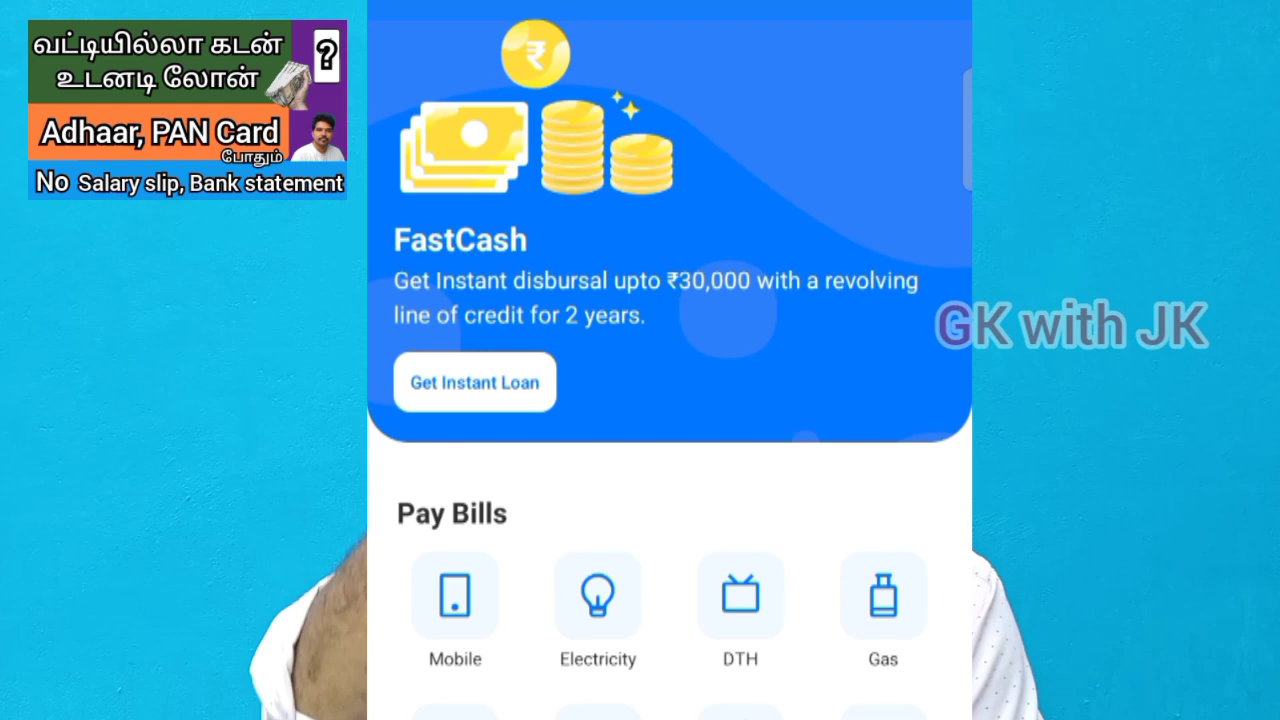 வட்டியில்லா கடன்
உடனடி லோன்
?
Adhaar, PAN Card
போதும்
No Salary slip, Bank statement
₹
FastCash
Get Instant disbursal upto ₹30,000 with a revolving
line of credit for 2 years.
Get Instant Loan
GK with JK
Pay Bills
Mobile
Electricity
DTH
Gas